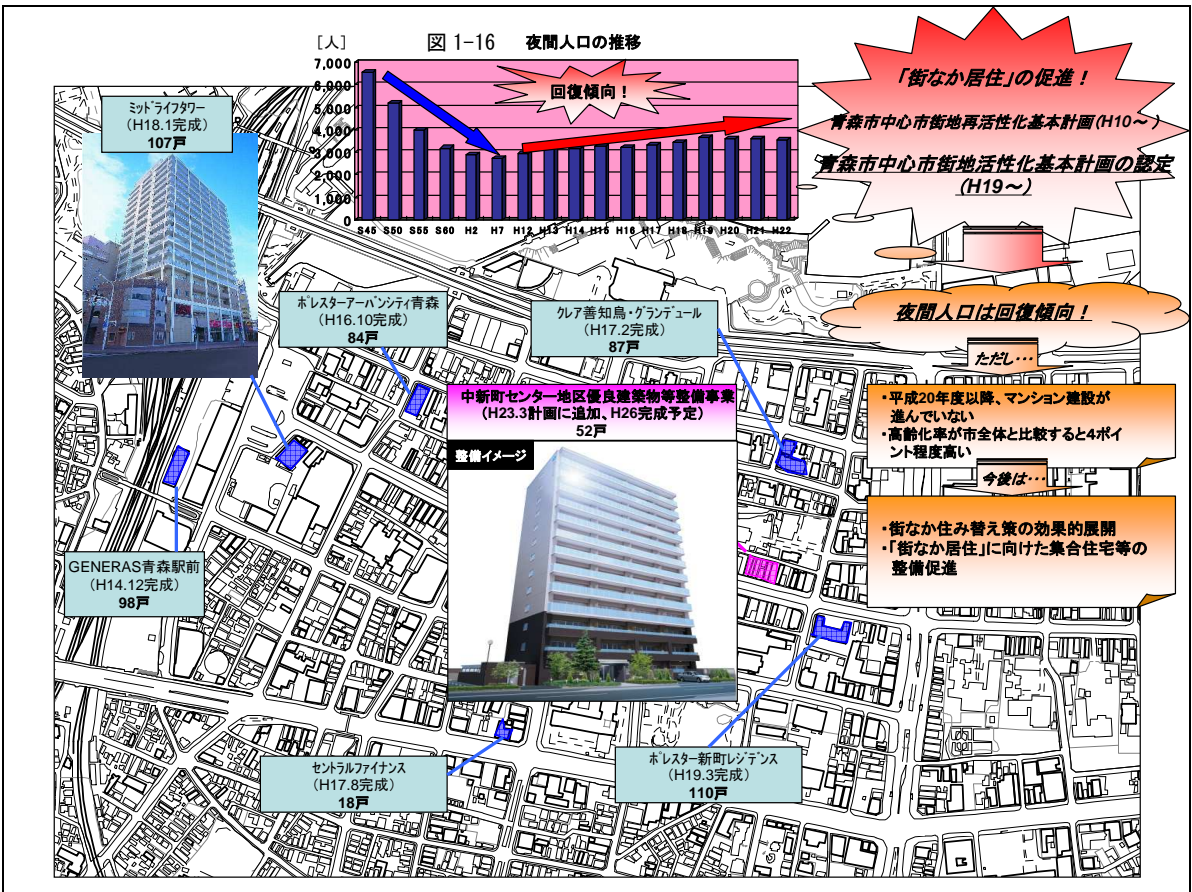 図 1-16 夜間人口の推移
[人]
7,000
6,000
5,000
4,000
3,000
2,000
1,000
0
S45 S50 S55 S60 H2 H7 H12 H13 H14 H15 H16 H17 H18 H19 H20 H21 H22
回復傾向！
「街なか居住」の促進！
青森市中心市街地再活性化基本計画(H10～)
青森市中心市街地活性化基本計画の認定
(H19～)
夜間人口は回復傾向！
ただし…
・平成20年度以降、マンション建設が
進んでいない
・高齢化率が市全体と比較すると4ポイ
ント程度高い
今後は…
・街なか住み替え策の効果的展開
・「街なか居住」に向けた集合住宅等の
整備促進
ミッドライフタワー
(H18.1完成)
107戸
ポレスターアーバンシティ青森
(H16.10完成)
84戸
クレア善知鳥・グランデュール
(H17.2完成)
87戸
中新町センター地区優良建築物等整備事業
(H23.3計画に追加、H26完成予定)
52戸
整備イメージ
GENERAS青森駅前
(H14.12完成)
98戸
セントラルファイナンス
(H17.8完成)
18戸
ポレスター新町レジデンス
(H19.3完成)
110戸